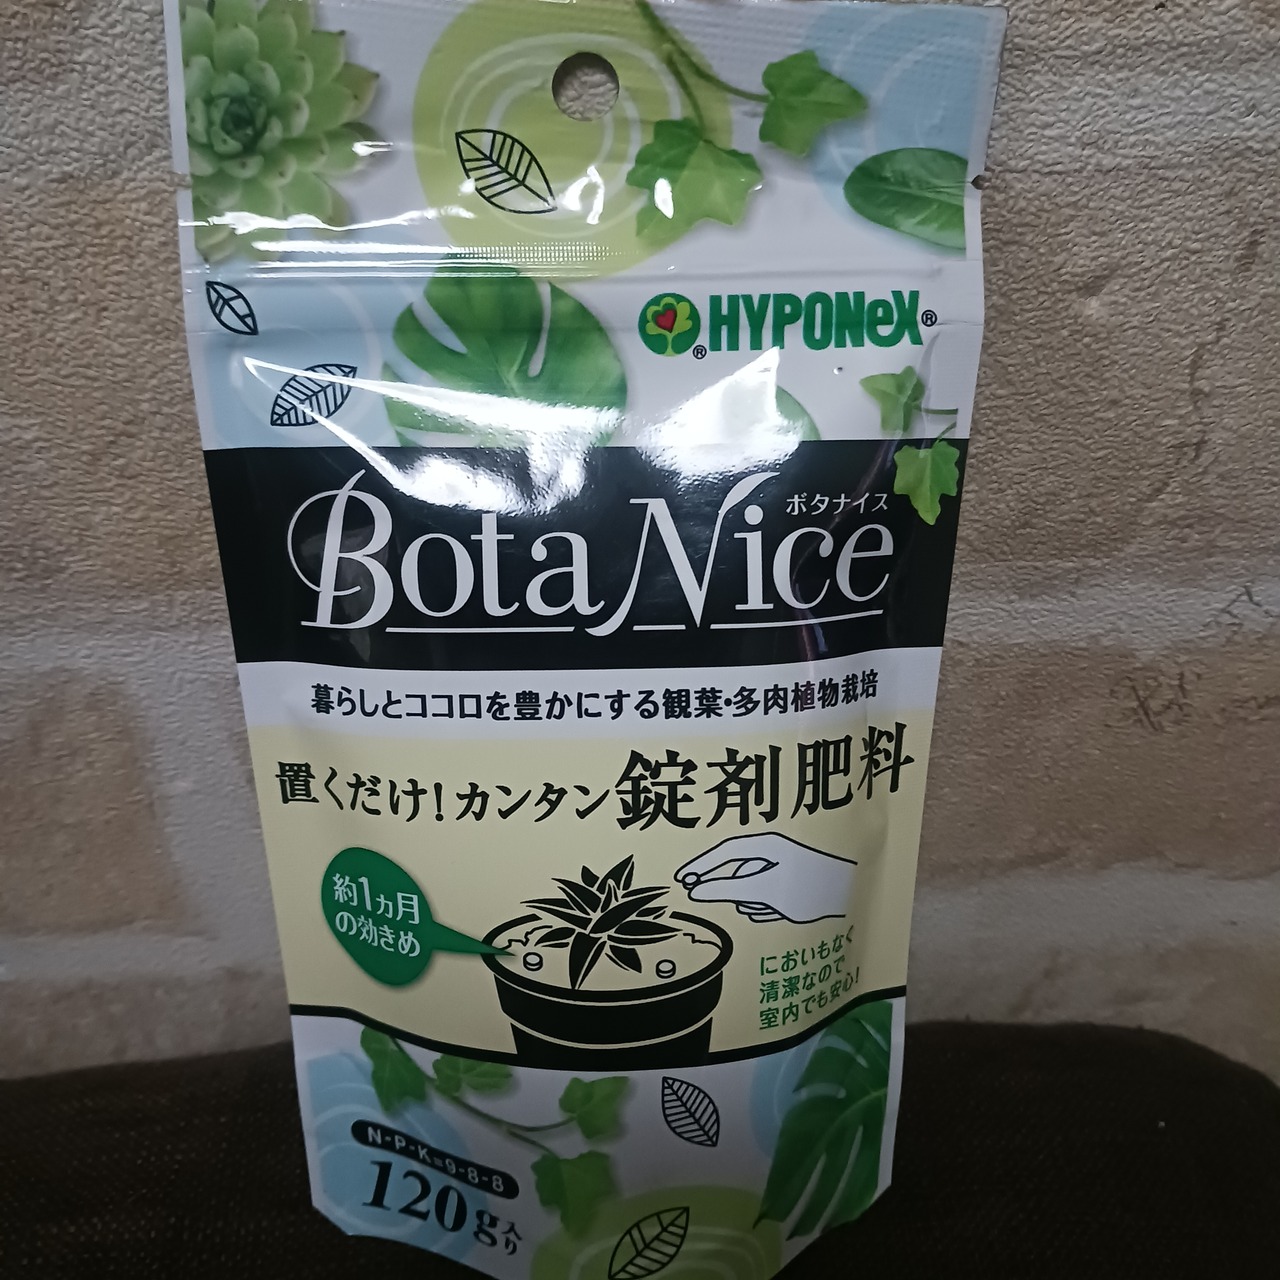 ®HYPONeX®
ボタナイス
BotaNice
暮らしとココロを豊かにする観葉・多肉植物栽培
置くだけ!カンタン錠剤肥料
約1ヵ月
の効きめ
においもなく
清潔なので
室内でも安心!
N-P-K=9-8-8
120g入り